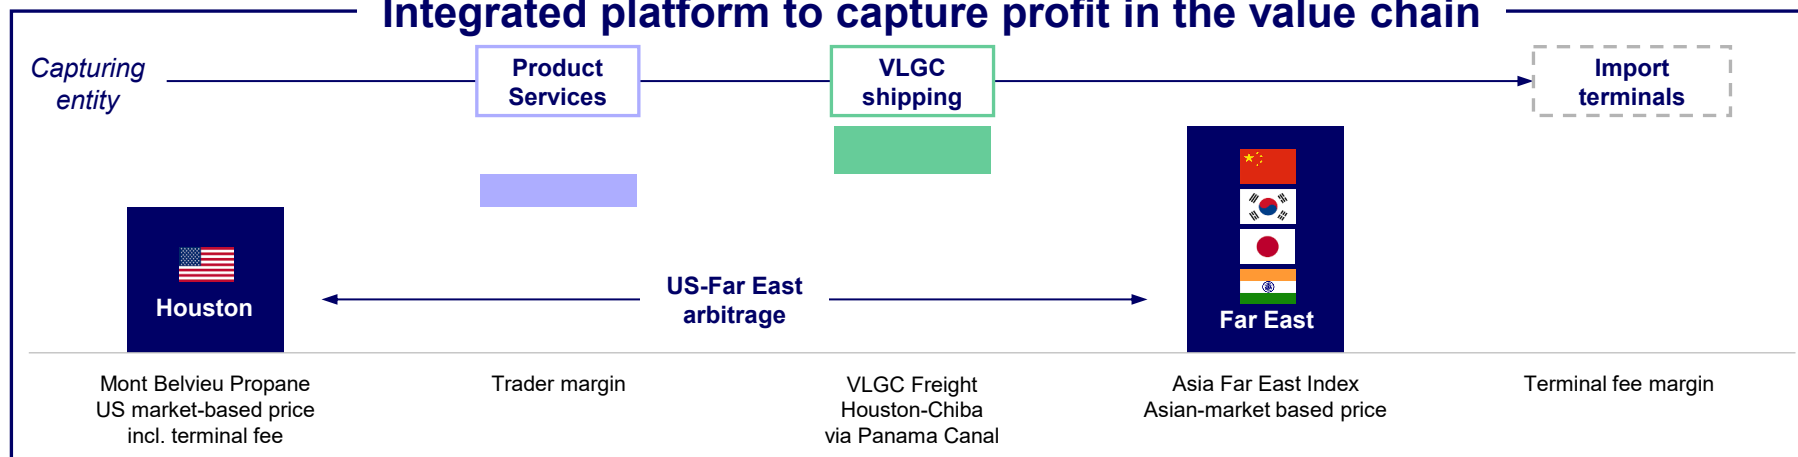 Integrated platform to capture profit in the value chain
Capturing
entity
Product
Services
VLGC
shipping
Import
terminals
Houston
US-Far East
arbitrage
Far East
Mont Belvieu Propane
US market-based price
incl. terminal fee
Trader margin
VLGC Freight
Houston-Chiba
via Panama Canal
Asia Far East Index
Asian-market based price
Terminal fee margin